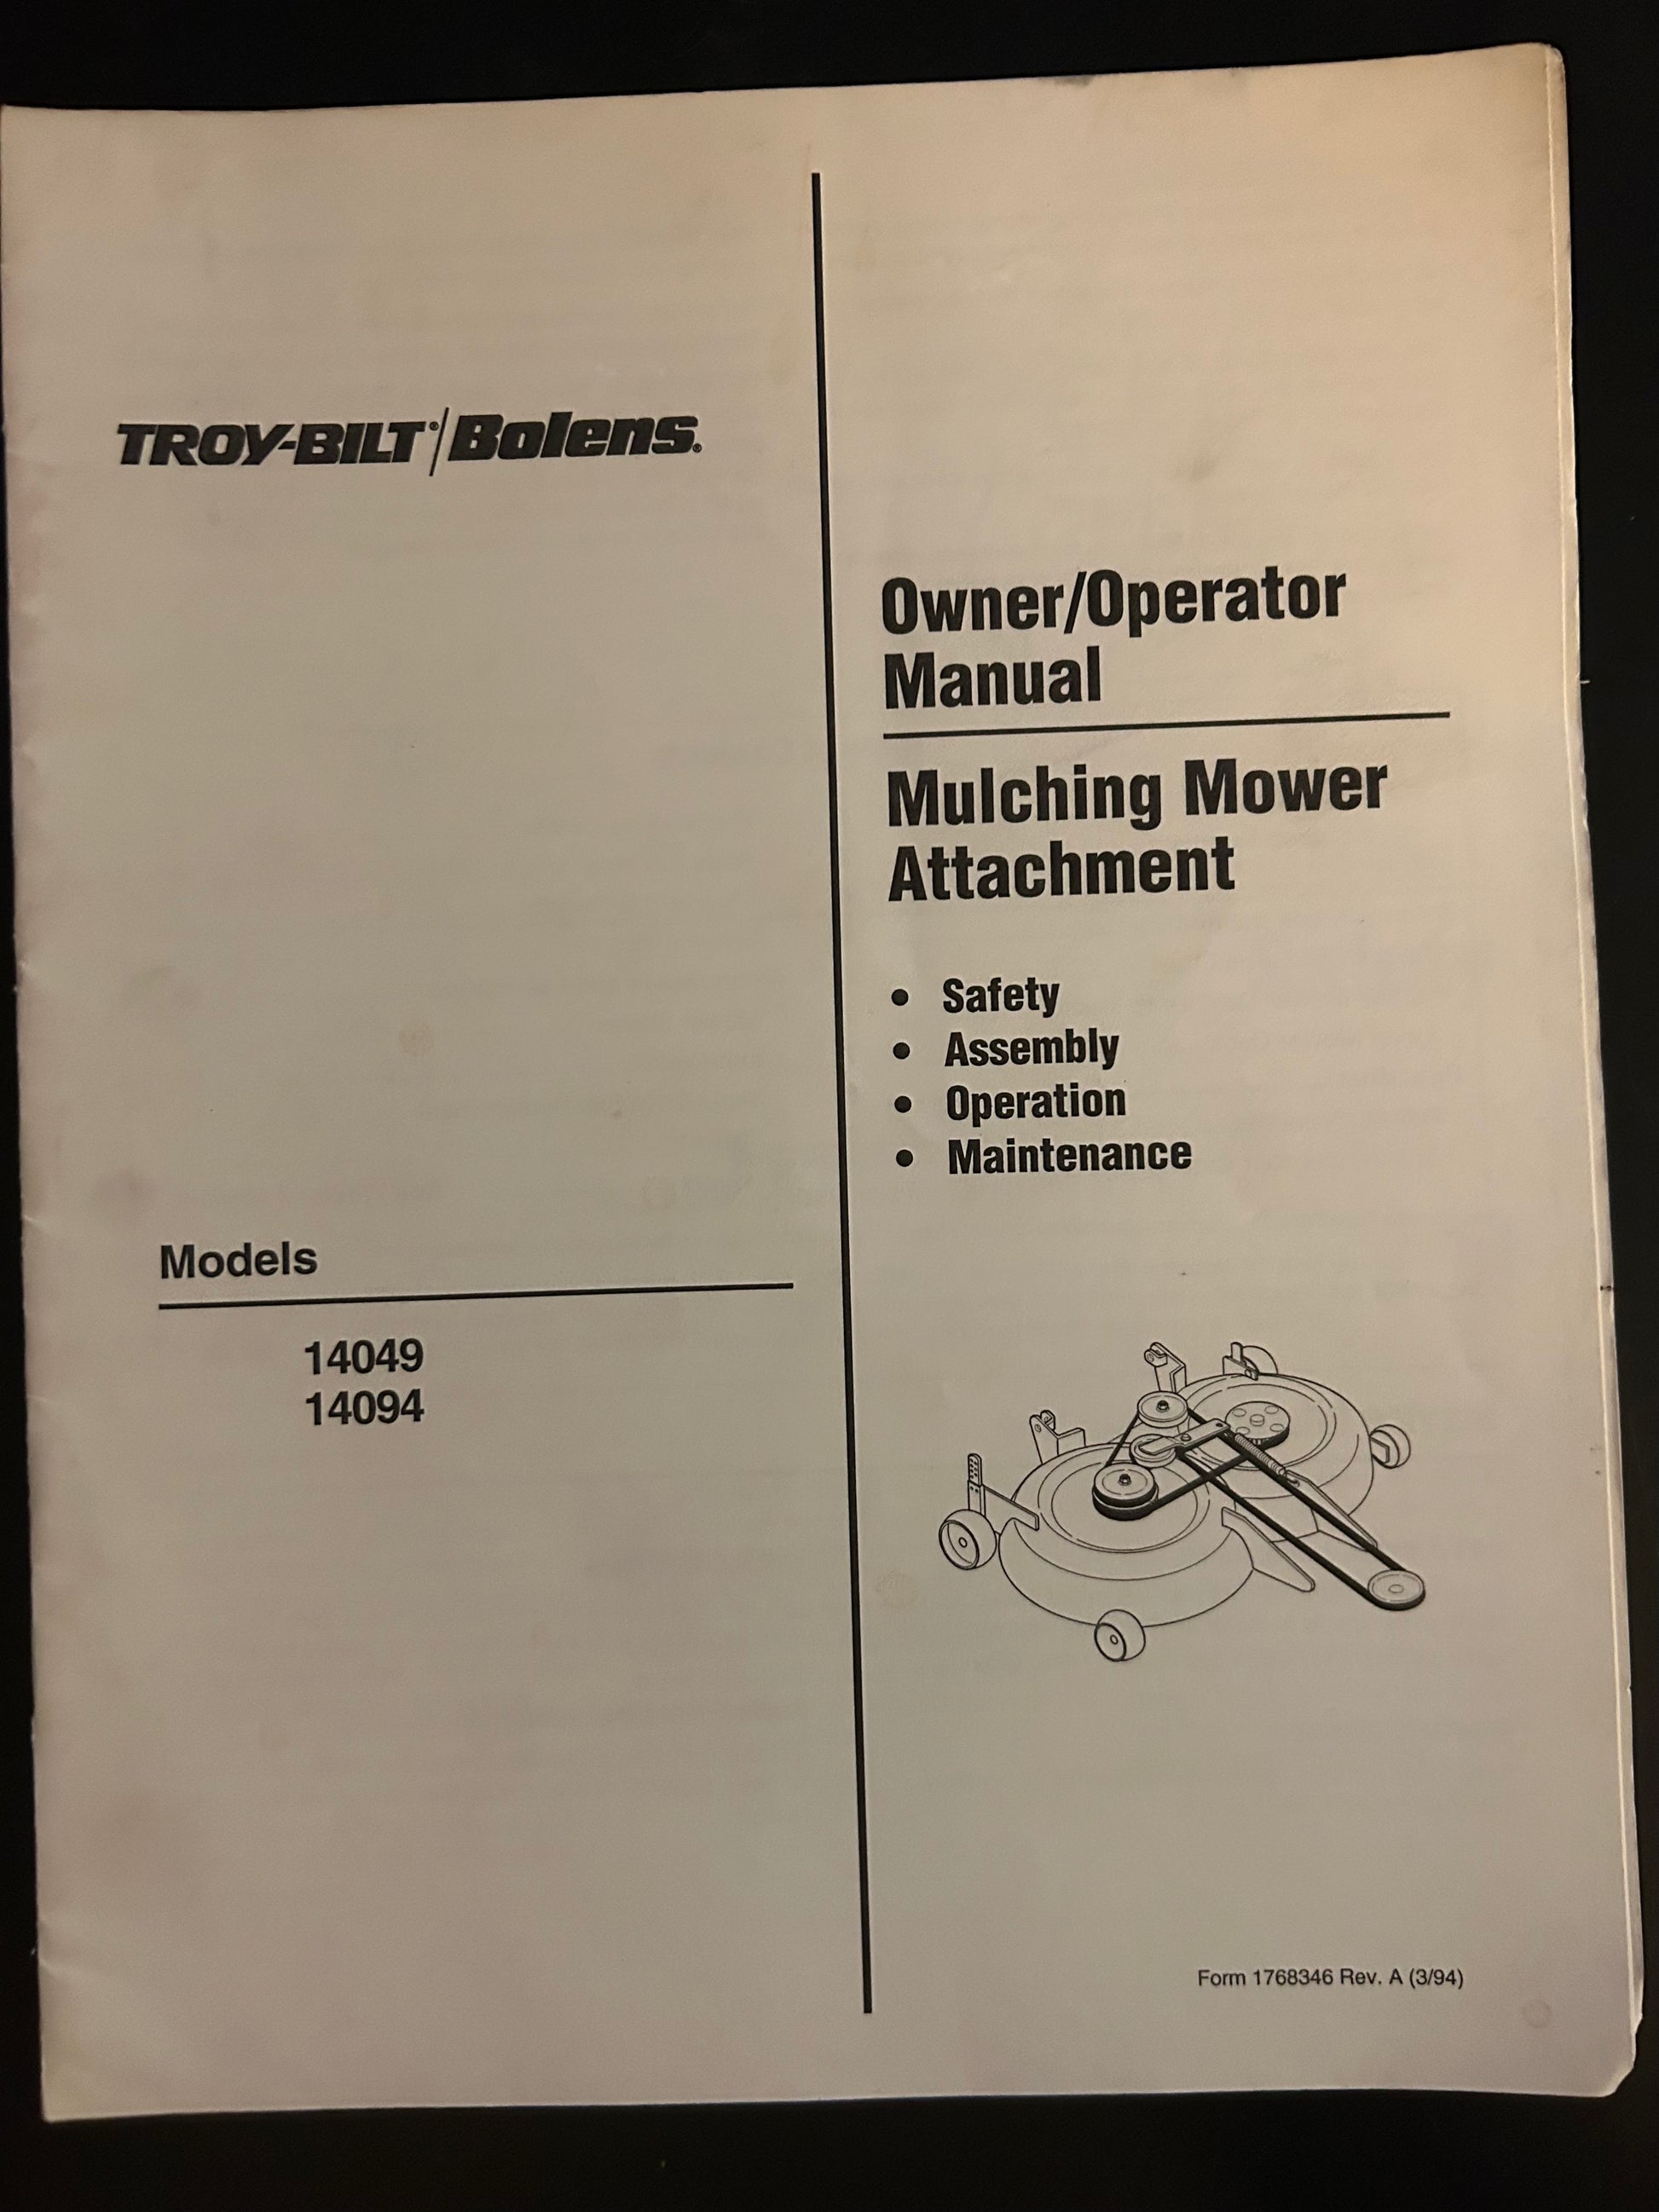 TROY-BILT®/Bolens®
Owner/Operator
Manual
Mulching Mower
Attachment
• Safety
• Assembly
• Operation
• Maintenance
Models
14049
14094
Form 1768346 Rev. A (3/94)